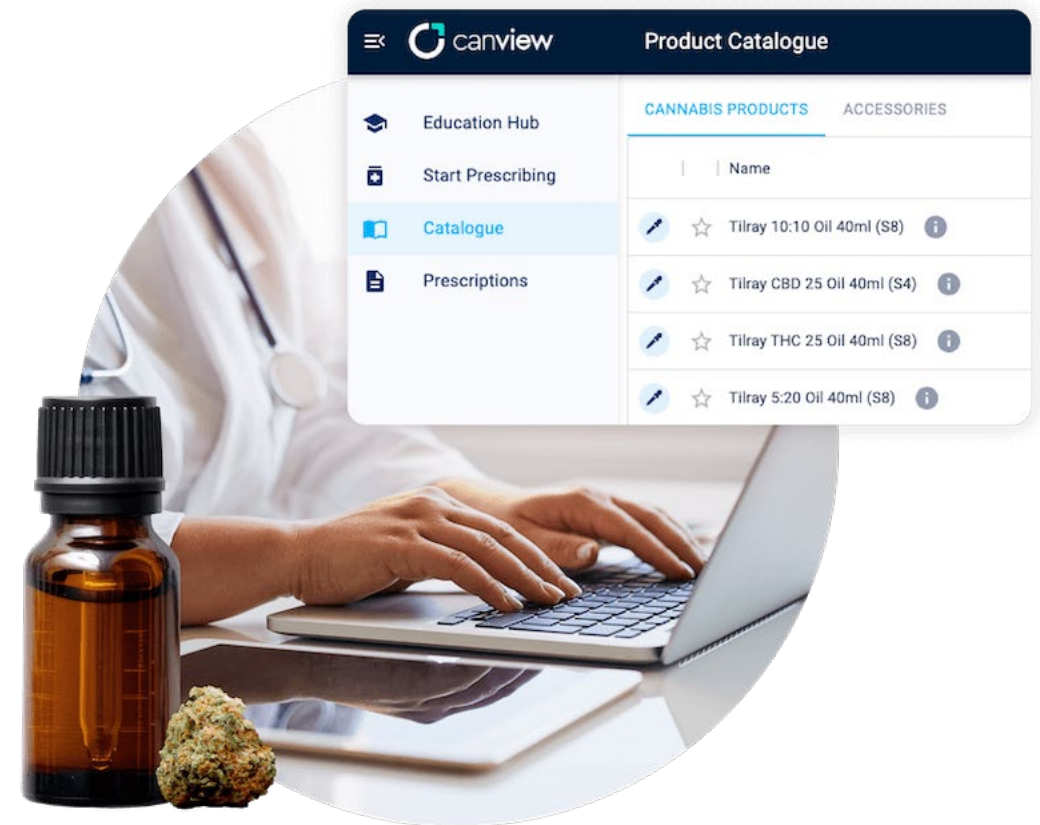 canview
Product Catalogue
Education Hub
Start Prescribing
Catalogue
Prescriptions
CANNABIS PRODUCTS
ACCESSORIES
Name
Tilray 10:10 Oil 40ml (S8)
Tilray CBD 25 Oil 40ml (S4)
Tilray THC 25 Oil 40ml (S8)
Tilray 5:20 Oil 40ml (S8)